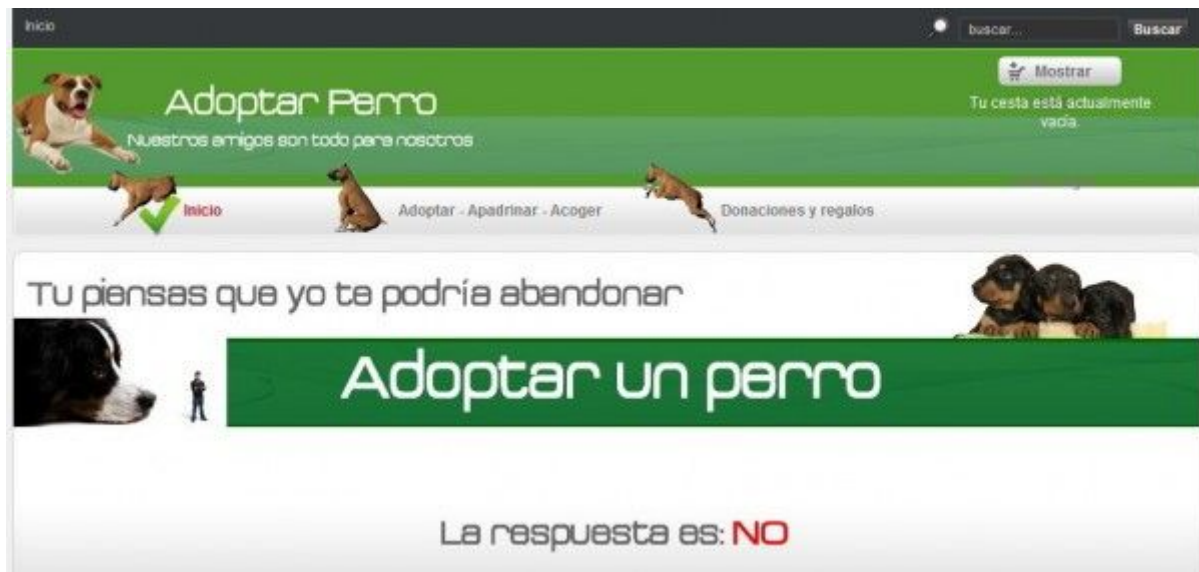 Inicio
buscar...
Buscar
Mostrar
Tu cesta está actualmente
vacía.
Adoptar Perro
Nuestros amigos son todo para nosotros
Inicio
Adoptar - Apadrinar - Acoger
Donaciones y regalos
Tu piensas que yo te podría abandonar
Adoptar un perro
La respuesta es: NO